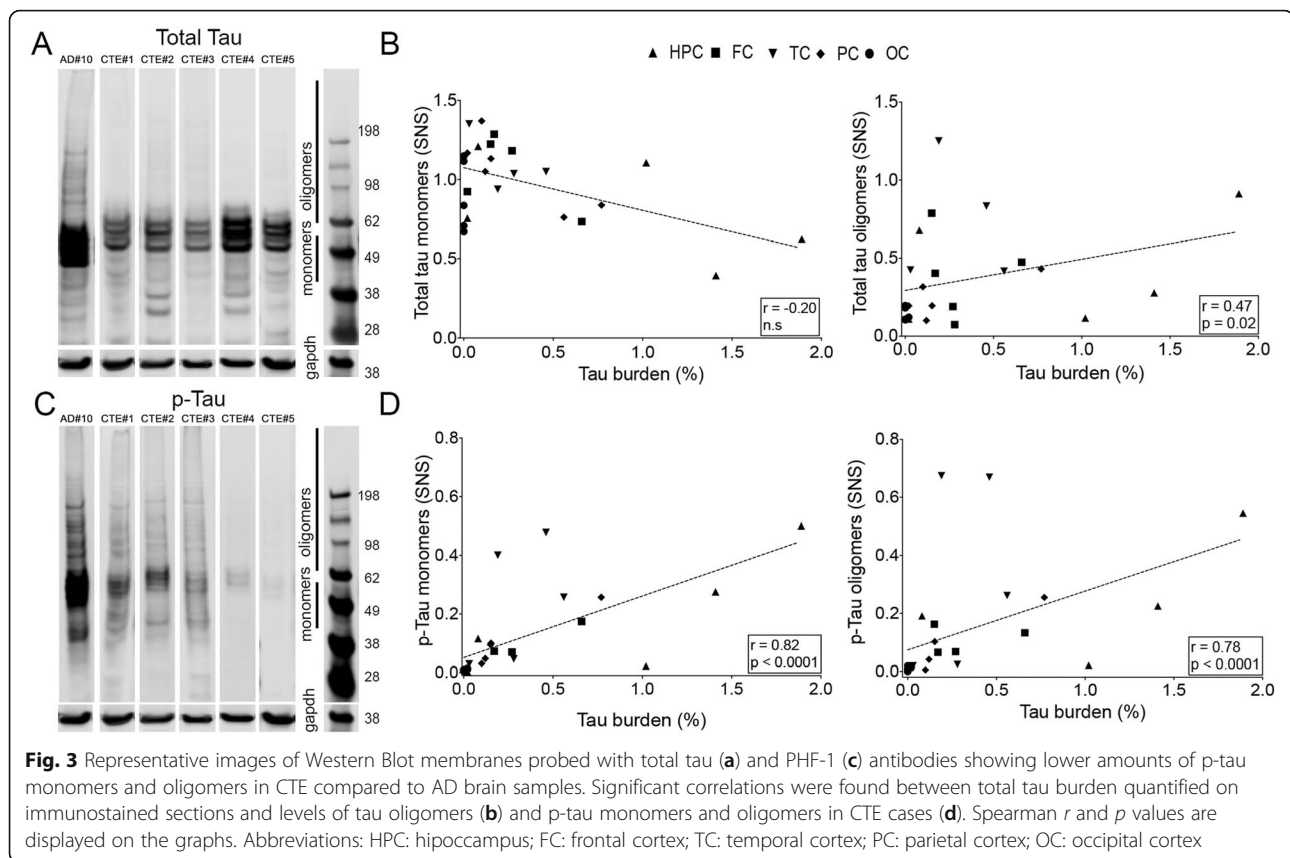 A
Total Tau
AD#10 CTE#1 CTE#2 CTE#3 CTE#4 CTE#5
oligomers
monomers
gapdh
198
98
62
49
38
28
38
B
▲ HPC ■ FC ▼ TC ◆ PC ● OC
Total tau monomers (SNS)
1.5
1.0
0.5
0.0
0.0 0.5 1.0 1.5 2.0
Tau burden (%)
r = -0.20
n.s
Total tau oligomers (SNS)
1.5
1.0
0.5
0.0
0.0 0.5 1.0 1.5 2.0
Tau burden (%)
r = 0.47
p = 0.02
C
p-Tau
AD#10 CTE#1 CTE#2 CTE#3 CTE#4 CTE#5
oligomers
monomers
gapdh
198
98
62
49
38
28
38
D
p-Tau monomers (SNS)
0.8
0.6
0.4
0.2
0.0
0.0 0.5 1.0 1.5 2.0
Tau burden (%)
r = 0.82
p < 0.0001
p-Tau oligomers (SNS)
0.8
0.6
0.4
0.2
0.0
0.0 0.5 1.0 1.5 2.0
Tau burden (%)
r = 0.78
p < 0.0001
Fig. 3 Representative images of Western Blot membranes probed with total tau (a) and PHF-1 (c) antibodies showing lower amounts of p-tau
monomers and oligomers in CTE compared to AD brain samples. Significant correlations were found between total tau burden quantified on
immunostained sections and levels of tau oligomers (b) and p-tau monomers and oligomers in CTE cases (d). Spearman r and p values are
displayed on the graphs. Abbreviations: HPC: hipoccampus; FC: frontal cortex; TC: temporal cortex; PC: parietal cortex; OC: occipital cortex